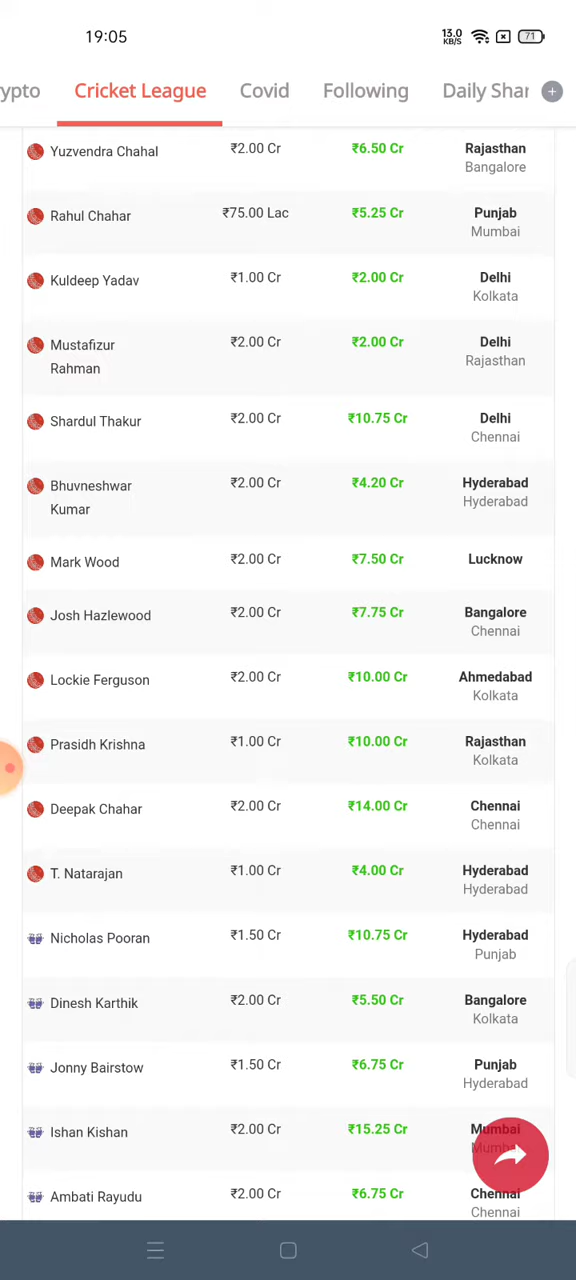 19:05
13.0
KB/S
71
ypto Cricket League Covid Following Daily Shar
Yuzvendra Chahal ₹2.00 Cr ₹6.50 Cr Rajasthan
Bangalore
Rahul Chahar ₹75.00 Lac ₹5.25 Cr Punjab
Mumbai
Kuldeep Yadav ₹1.00 Cr ₹2.00 Cr Delhi
Kolkata
Mustafizur ₹2.00 Cr ₹2.00 Cr Delhi
Rahman Rajasthan
Shardul Thakur ₹2.00 Cr ₹10.75 Cr Delhi
Chennai
Bhuvneshwar ₹2.00 Cr ₹4.20 Cr Hyderabad
Kumar Hyderabad
Mark Wood ₹2.00 Cr ₹7.50 Cr Lucknow
Josh Hazlewood ₹2.00 Cr ₹7.75 Cr Bangalore
Chennai
Lockie Ferguson ₹2.00 Cr ₹10.00 Cr Ahmedabad
Kolkata
Prasidh Krishna ₹1.00 Cr ₹10.00 Cr Rajasthan
Kolkata
Deepak Chahar ₹2.00 Cr ₹14.00 Cr Chennai
Chennai
T. Natarajan ₹1.00 Cr ₹4.00 Cr Hyderabad
Hyderabad
Nicholas Pooran ₹1.50 Cr ₹10.75 Cr Hyderabad
Punjab
Dinesh Karthik ₹2.00 Cr ₹5.50 Cr Bangalore
Kolkata
Jonny Bairstow ₹1.50 Cr ₹6.75 Cr Punjab
Hyderabad
Ishan Kishan ₹2.00 Cr ₹15.25 Cr Mumbai
Mumbai
Ambati Rayudu ₹2.00 Cr ₹6.75 Cr Chennai
Chennai